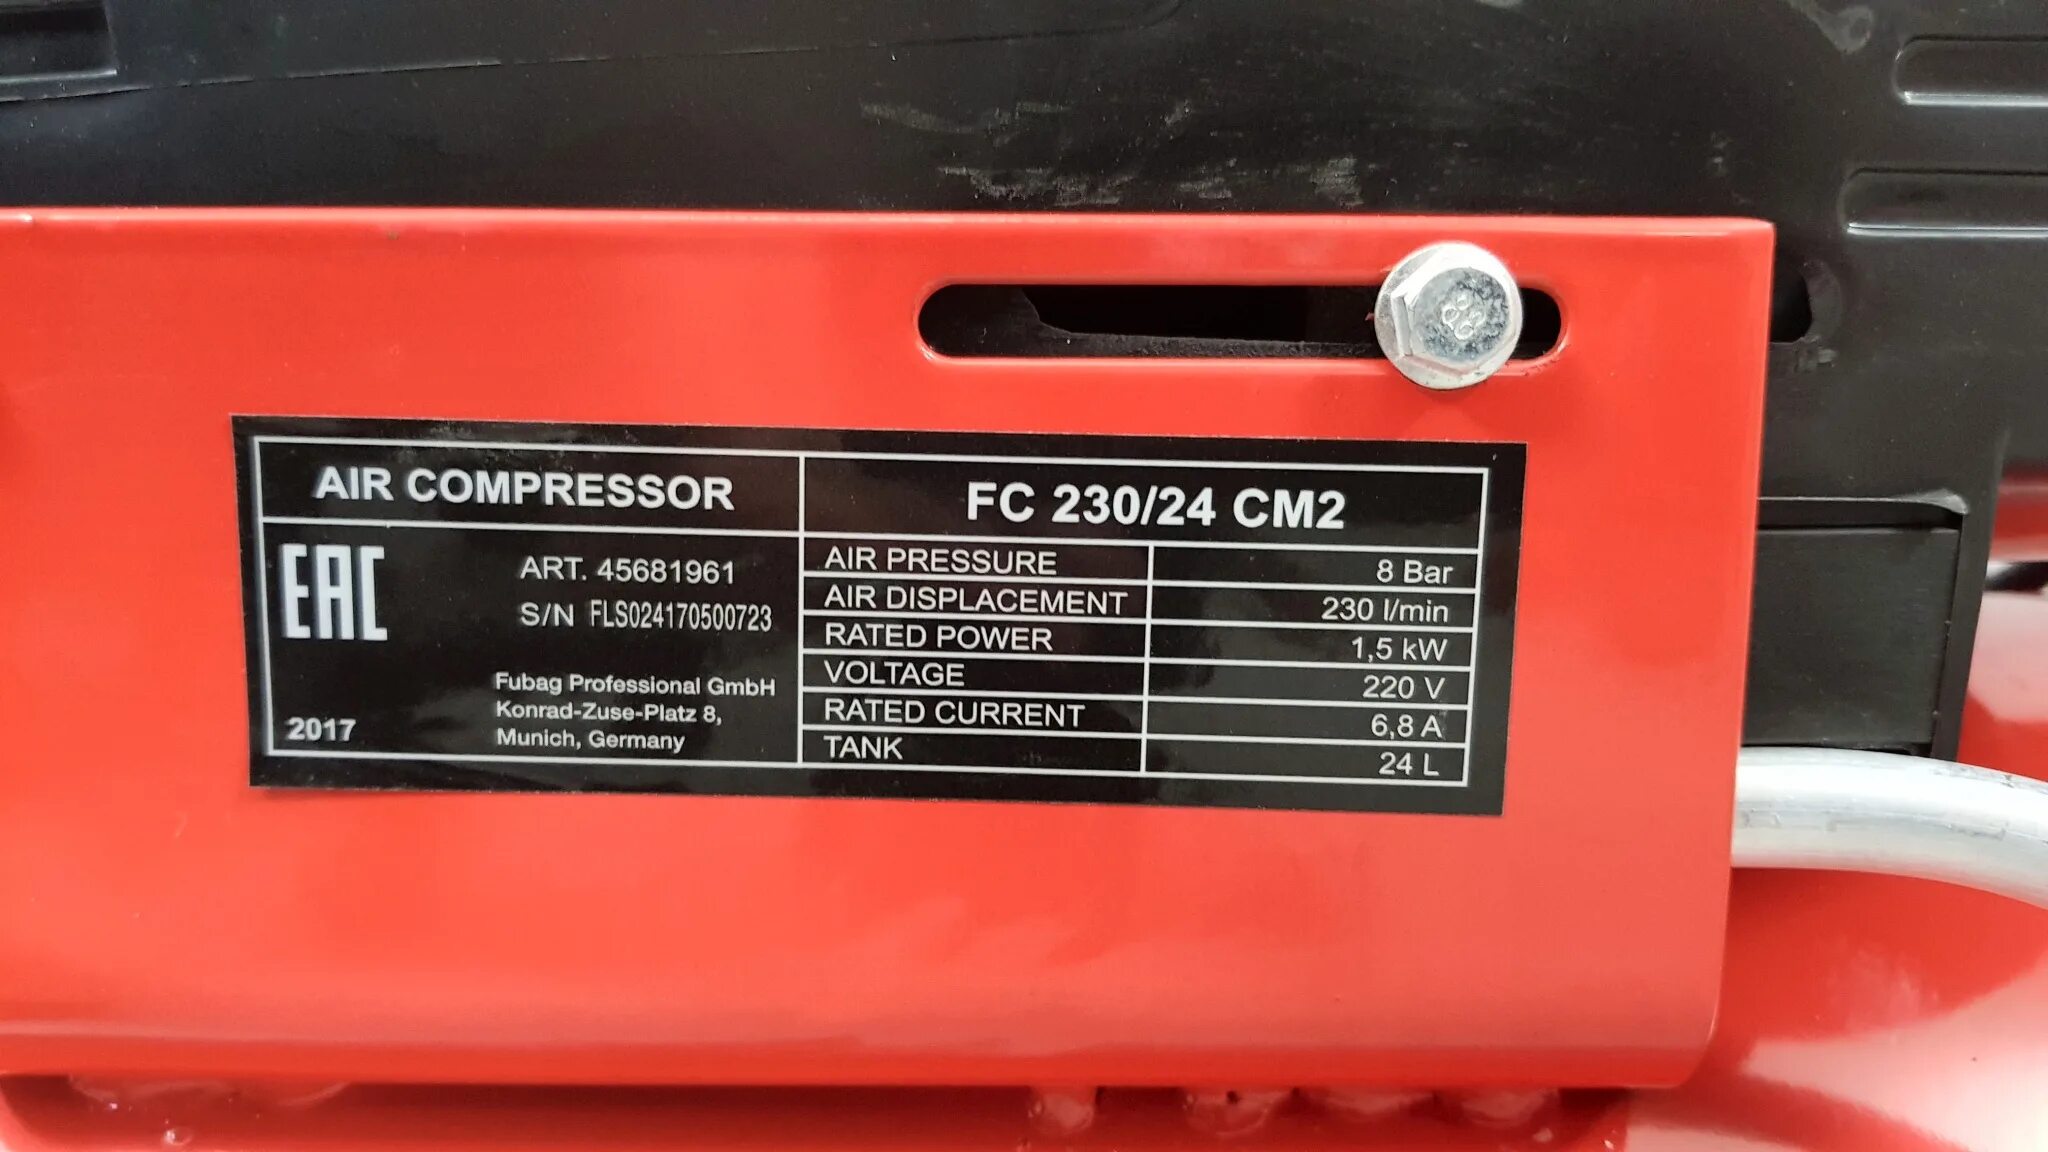 AIR COMPRESSOR
FC 230/24 CM2
EAC
ART. 45681961
S/N FLS024170500723
Fubag Professional GmbH
Konrad-Zuse-Platz 8,
Munich, Germany
2017
AIR PRESSURE 8 Bar
AIR DISPLACEMENT 230 l/min
RATED POWER 1,5 kW
VOLTAGE 220 V
RATED CURRENT 6,8 A
TANK 24 L